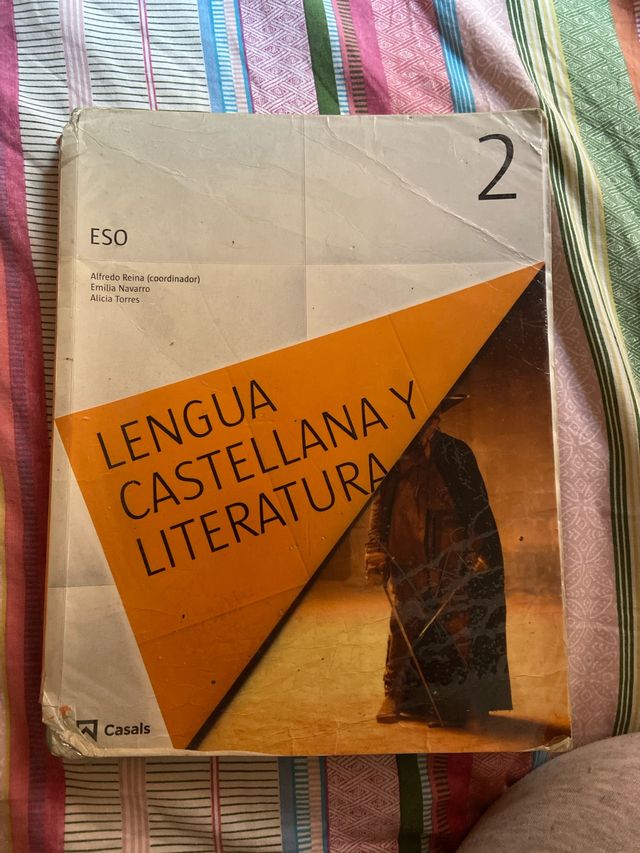 2
ESO
Alfredo Reina (coordinador)
Emilia Navarro
Alicia Torres
LENGUA
CASTELLANA Y
LITERATURA
Casals